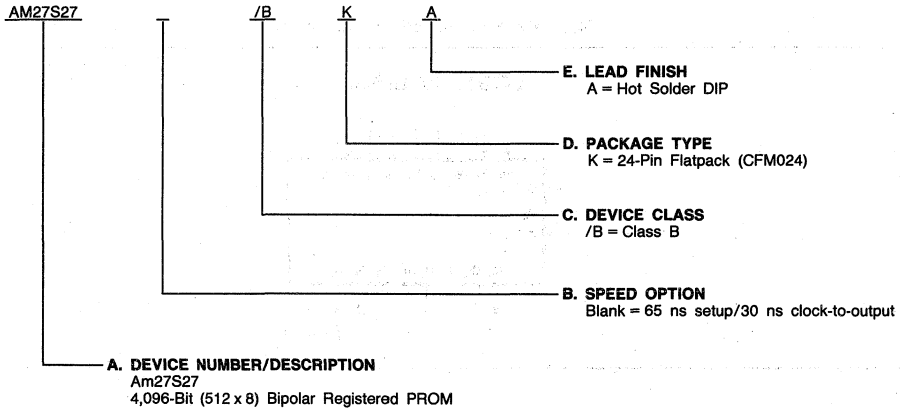 AM27S27 /B K A
E. LEAD FINISH
A = Hot Solder DIP
D. PACKAGE TYPE
K = 24-Pin Flatpack (CFM024)
C. DEVICE CLASS
/B = Class B
B. SPEED OPTION
Blank = 65 ns setup/30 ns clock-to-output
A. DEVICE NUMBER/DESCRIPTION
Am27S27
4,096-Bit (512 x 8) Bipolar Registered PROM